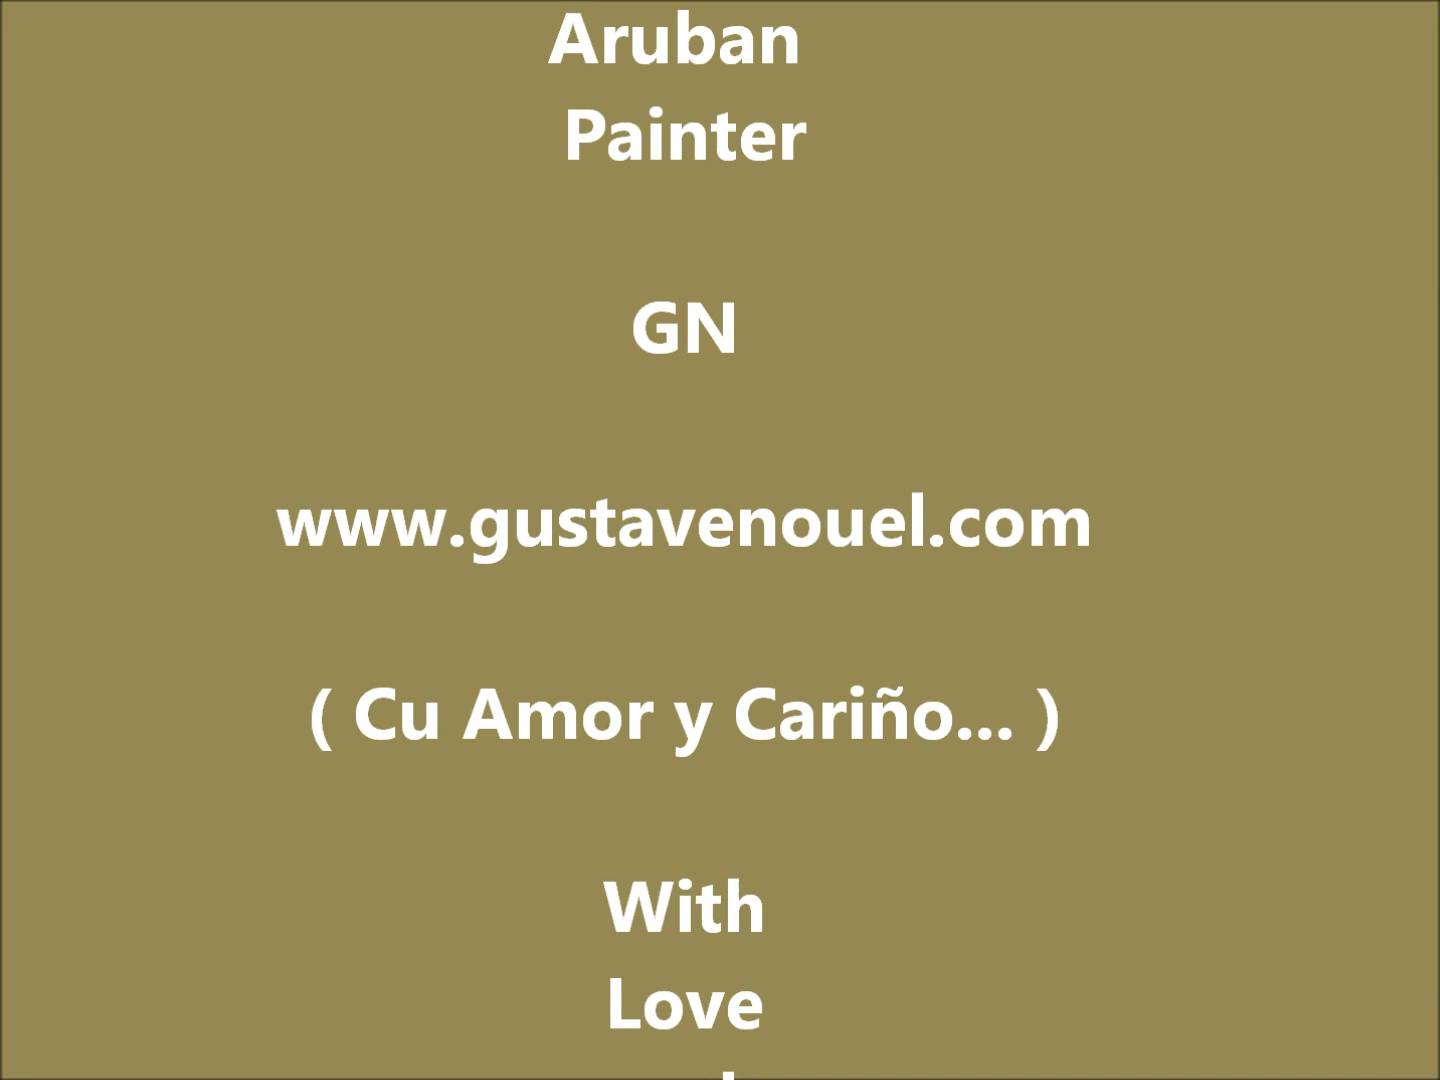 Aruban
Painter
GN
www.gustavenouel.com
( Cu Amor y Cariño... )
With
Love